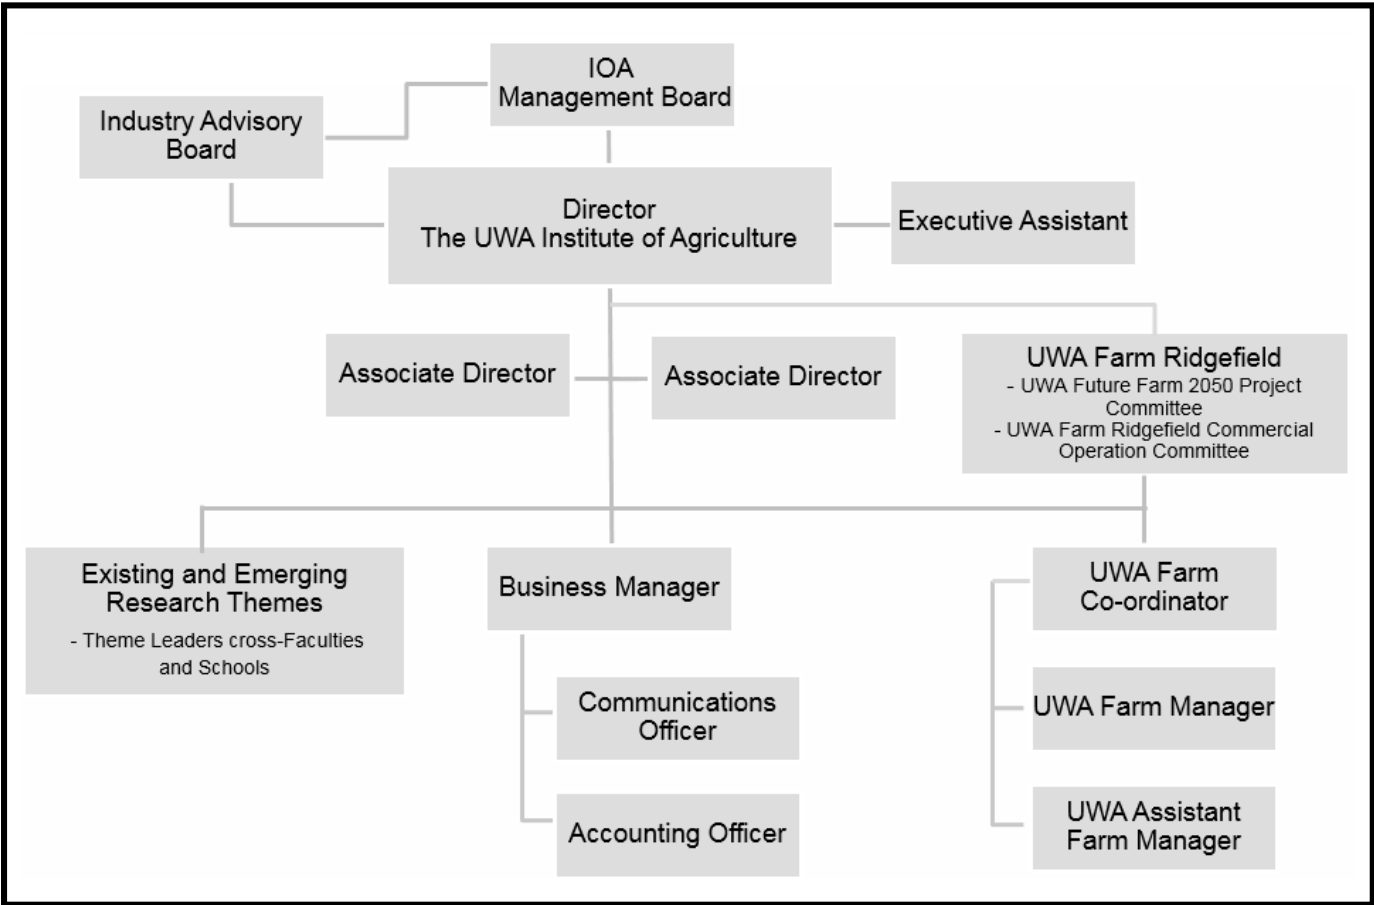 IOA
Management Board
Industry Advisory
Board
Director
The UWA Institute of Agriculture
Executive Assistant
Associate Director
Associate Director
UWA Farm Ridgefield
- UWA Future Farm 2050 Project
Committee
- UWA Farm Ridgefield Commercial
Operation Committee
Existing and Emerging
Research Themes
- Theme Leaders cross-Faculties
and Schools
Business Manager
Communications
Officer
Accounting Officer
UWA Farm
Co-ordinator
UWA Farm Manager
UWA Assistant
Farm Manager